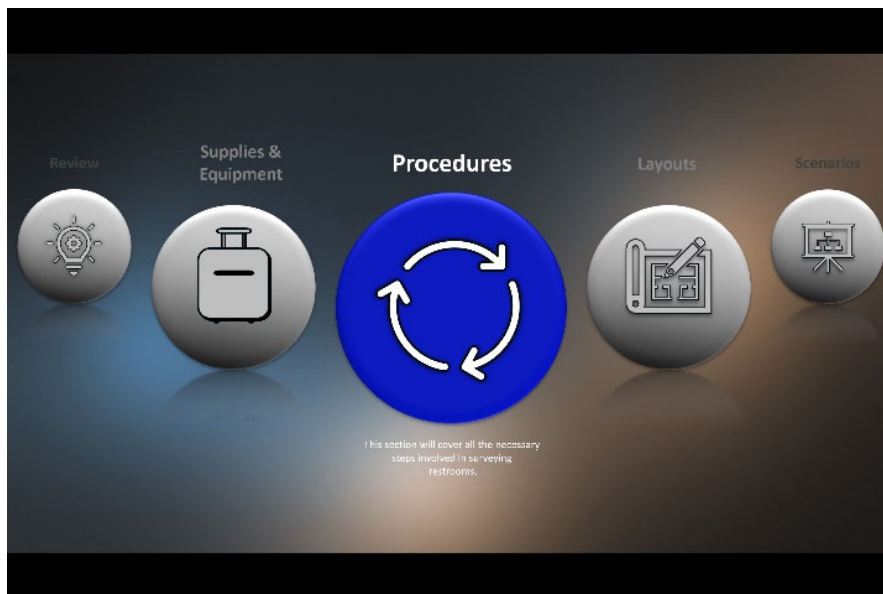 Review
Supplies &
Equipment
Procedures
Layouts
Scenarios
This section will cover all the necessary
steps involved in surveying
restrooms.